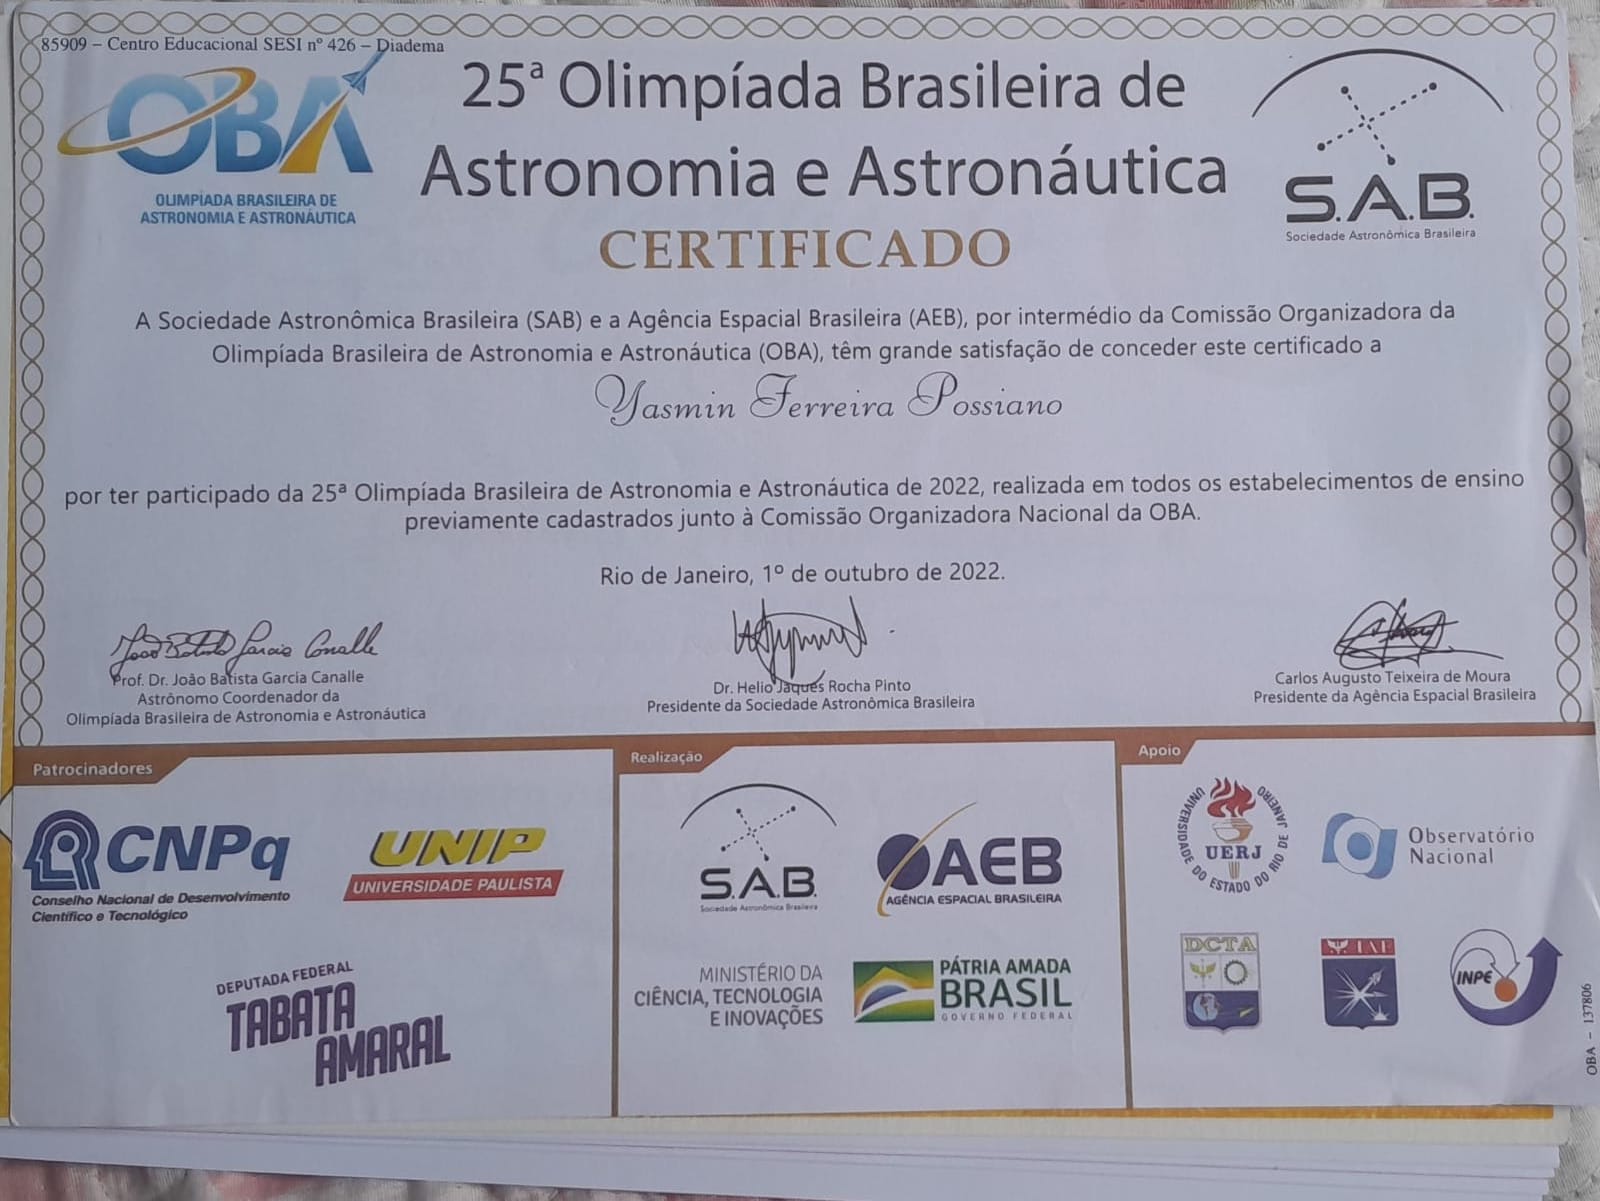 85909 – Centro Educacional SESI nº 426 – Diadema
OBA
OLIMPÍADA BRASILEIRA DE
ASTRONOMIA E ASTRONÁUTICA
25ª Olimpíada Brasileira de
Astronomia e Astronáutica
CERTIFICADO
S.A.B.
Sociedade Astronômica Brasileira
A Sociedade Astronômica Brasileira (SAB) e a Agência Espacial Brasileira (AEB), por intermédio da Comissão Organizadora da
Olimpíada Brasileira de Astronomia e Astronáutica (OBA), têm grande satisfação de conceder este certificado a
Yasmin Ferreira Possiano
por ter participado da 25ª Olimpíada Brasileira de Astronomia e Astronáutica de 2022, realizada em todos os estabelecimentos de ensino
previamente cadastrados junto à Comissão Organizadora Nacional da OBA.
Rio de Janeiro, 1º de outubro de 2022.
João Batista Garcia Canalle
Prof. Dr. João Batista Garcia Canalle
Astrônomo Coordenador da
Olimpíada Brasileira de Astronomia e Astronáutica
Dr. Helio Jaques Rocha Pinto
Presidente da Sociedade Astronômica Brasileira
Carlos Augusto Teixeira de Moura
Presidente da Agência Espacial Brasileira
Patrocinadores
CNPq
Conselho Nacional de Desenvolvimento
Científico e Tecnológico
UNIP
UNIVERSIDADE PAULISTA
DEPUTADA FEDERAL
TABATA
AMARAL
Realização
S.A.B.
Sociedade Astronômica Brasileira
AEB
AGÊNCIA ESPACIAL BRASILEIRA
MINISTÉRIO DA
CIÊNCIA, TECNOLOGIA
E INOVAÇÕES
PÁTRIA AMADA
BRASIL
GOVERNO FEDERAL
Apoio
UNIVERSIDADE DO ESTADO DO RIO DE JANEIRO
UERJ
Observatório
Nacional
DCTA
IAE
INPE
OBA – 137806